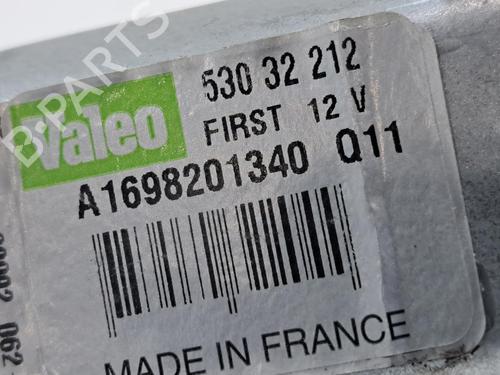 B-PARTS
Valeo
530 32 212
FIRST 12 V
A1698201340 Q11
MADE IN FRANCE